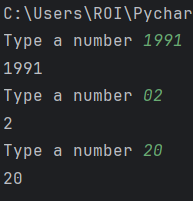 C:\Users\ROI\Pychar
Type a number 1991
1991
Type a number 02
2
Type a number 20
20